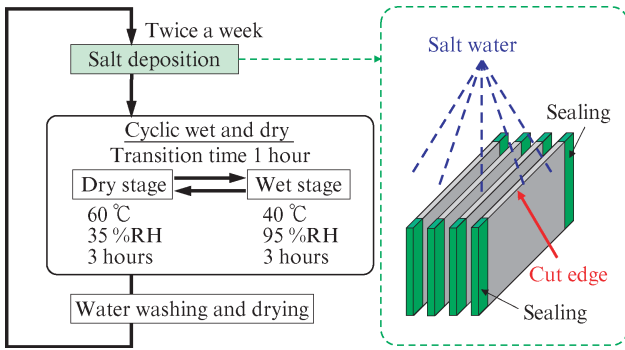 Twice a week
Salt deposition
Cyclic wet and dry
Transition time 1 hour
Dry stage
Wet stage
60 ℃
35 %RH
3 hours
40 ℃
95 %RH
3 hours
Water washing and drying
Salt water
Sealing
Cut edge
Sealing